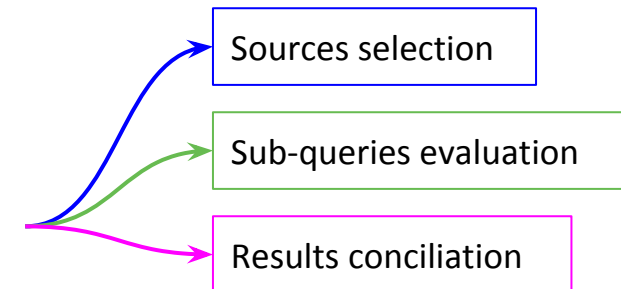 Sources selection
Sub-queries evaluation
Results conciliation